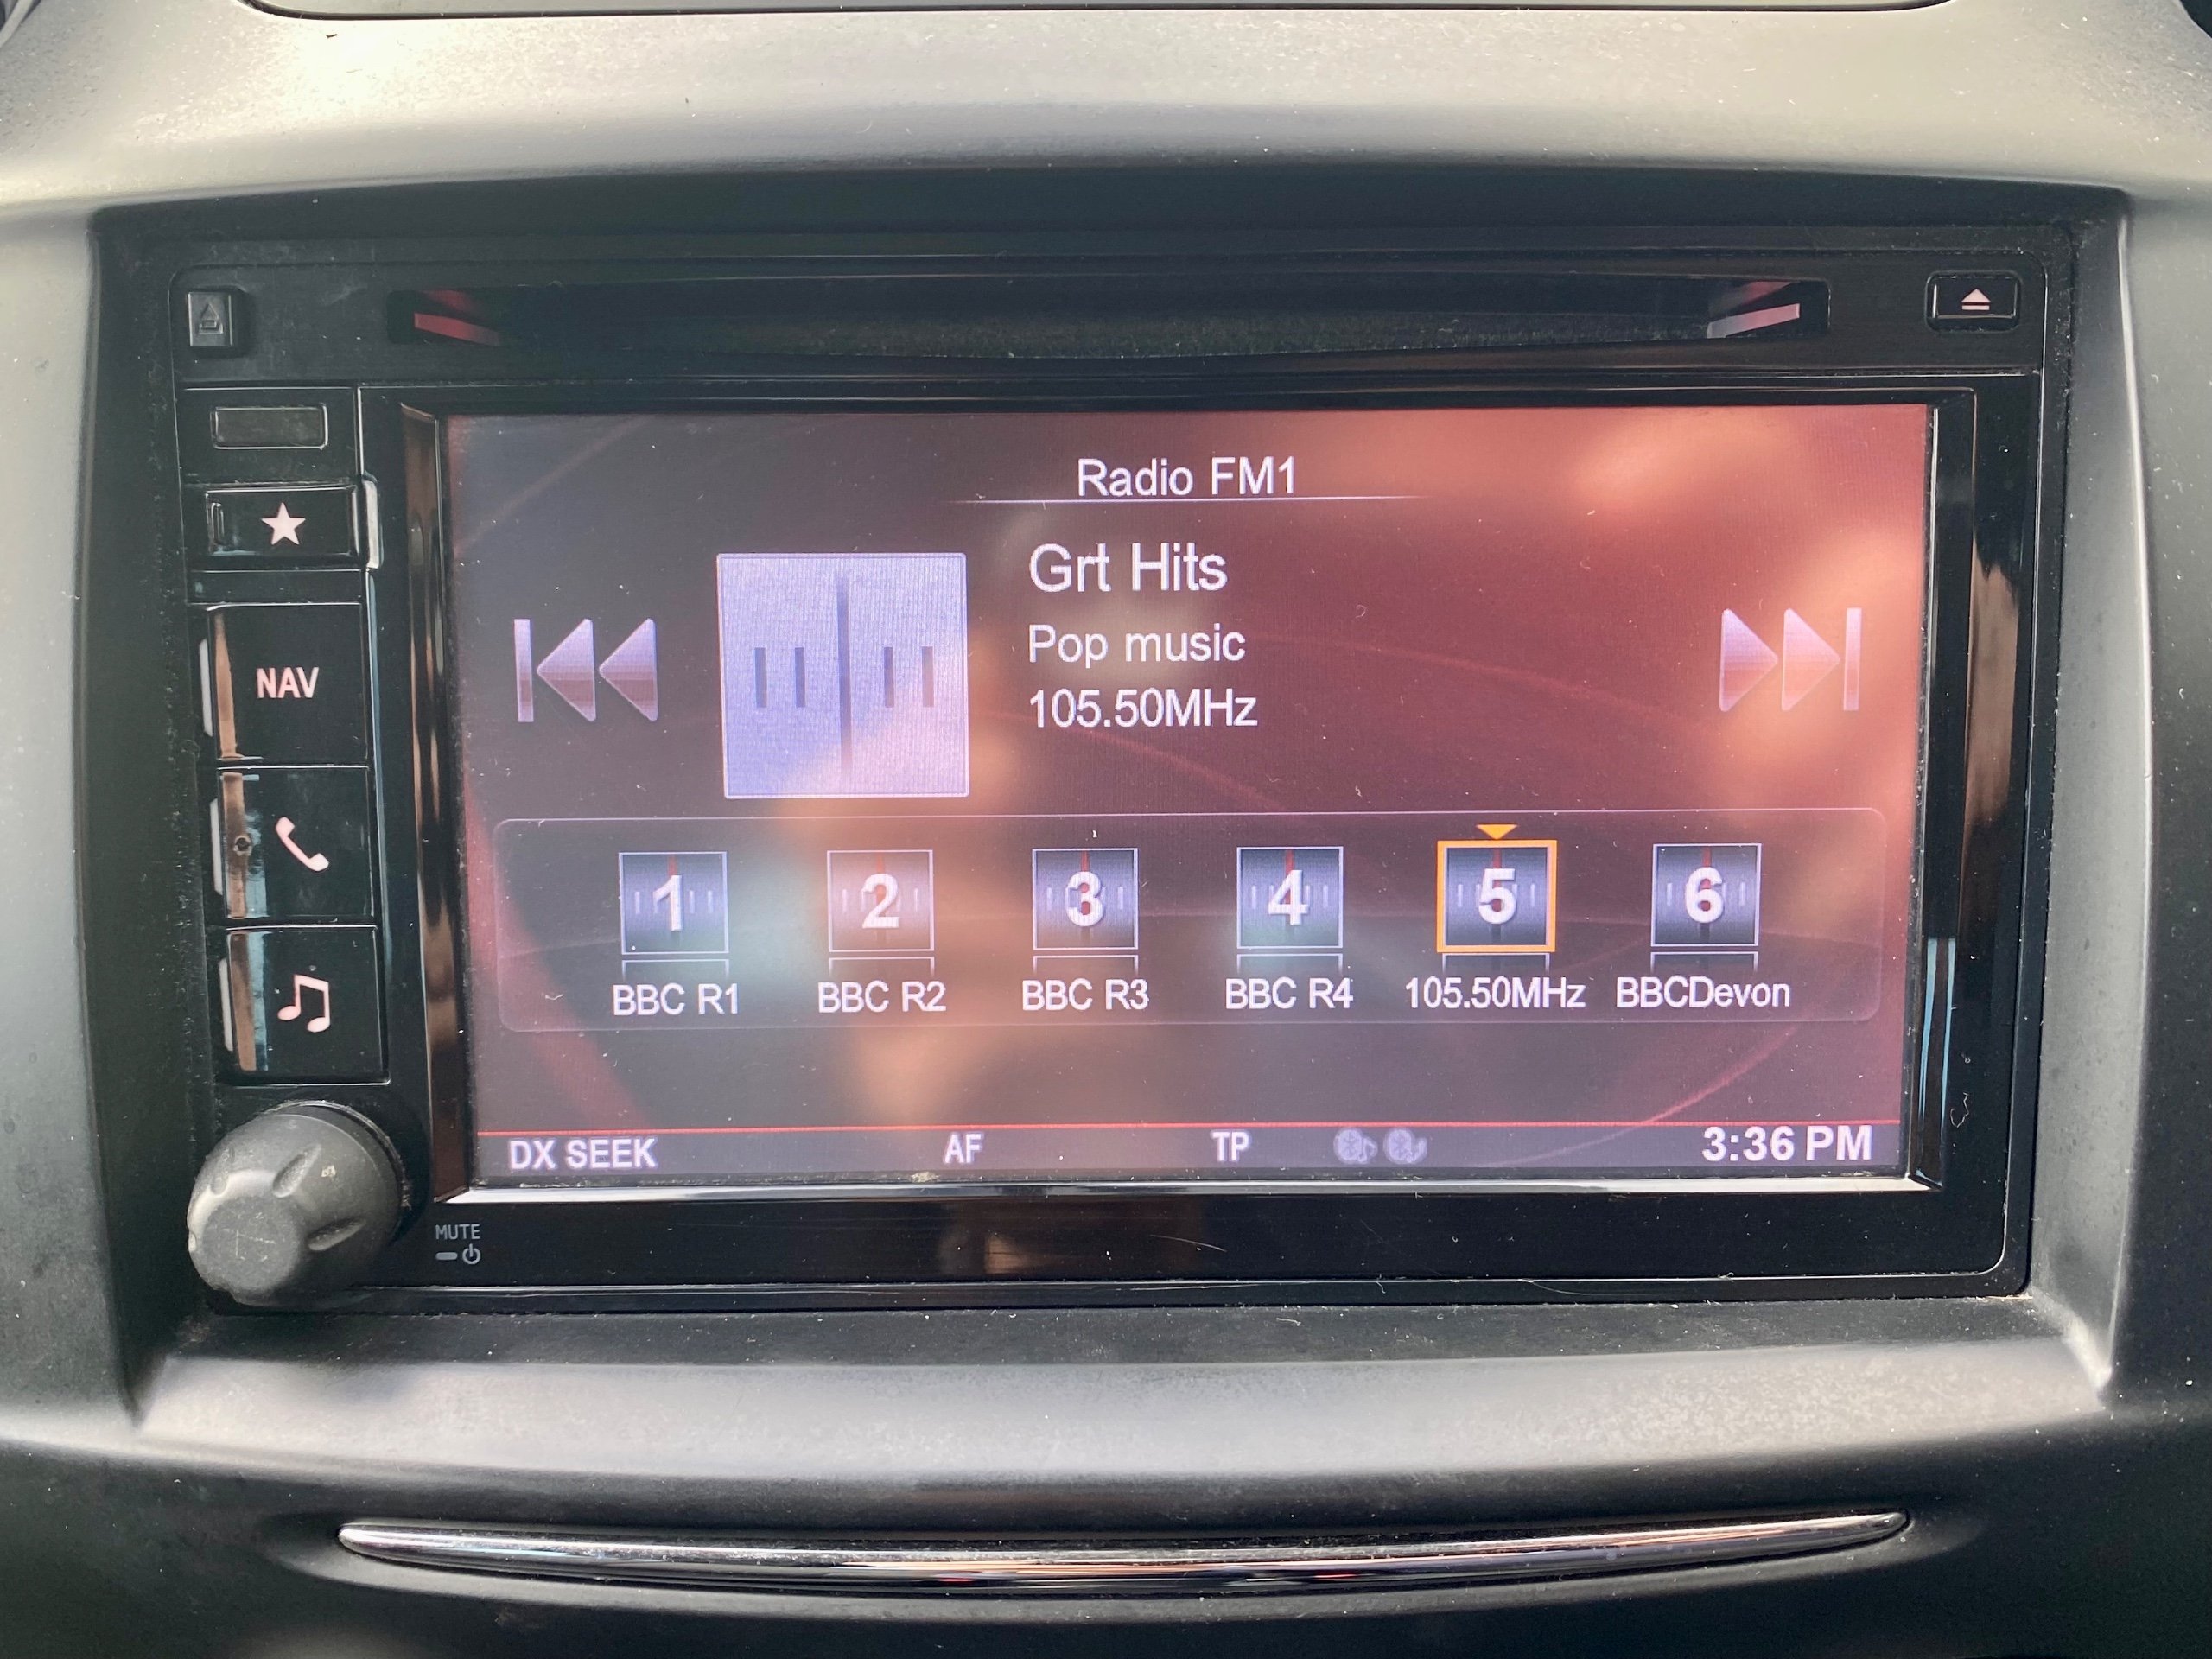 Radio FM1
Grt Hits
Pop music
105.50MHz
NAV
1 2 3 4 5 6
BBC R1 BBC R2 BBC R3 BBC R4 105.50MHz BBCDevon
DX SEEK AF TP 3:36 PM
MUTE